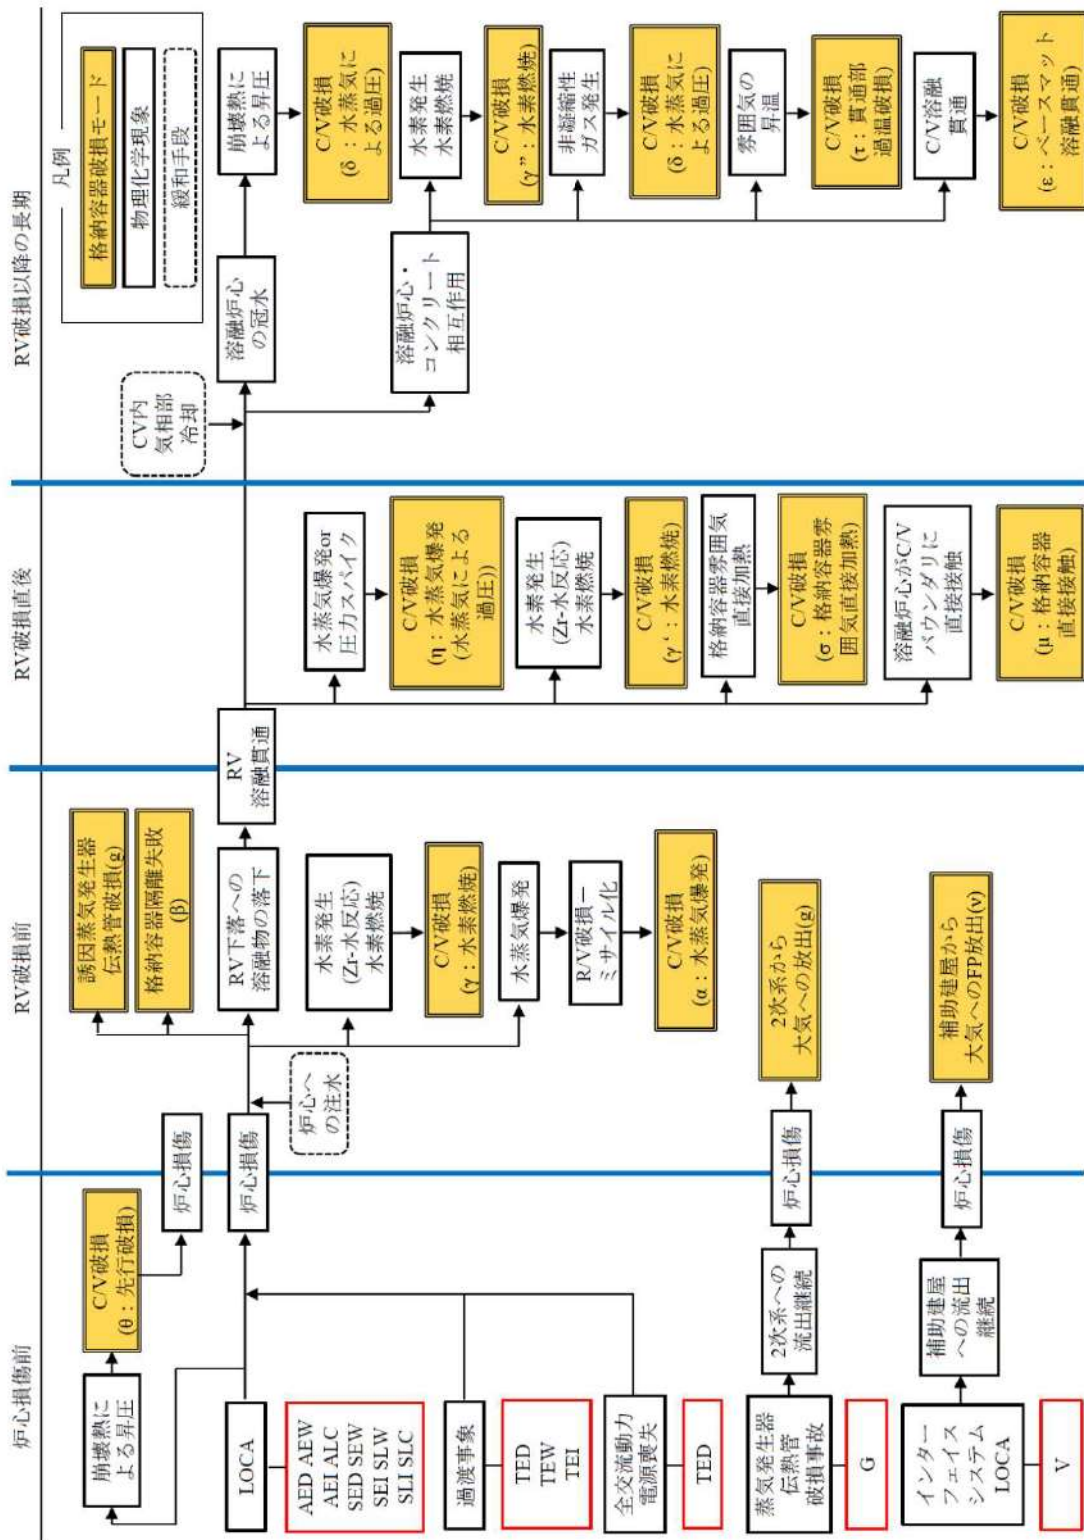 炉心損傷前
RV破損前
RV破損直後
RV破損以降の長期
凡例
格納容器破損モード
物理化学現象
緩和手段
崩壊熱に
よる昇圧
C/V破損
(θ：先行破損)
炉心損傷
LOCA
AED AEW
AEI ALC
SED SEW
SEI SLW
SLI SLC
過渡事象
TED
TEW
TEI
全交流動力
電源喪失
TED
蒸気発生器
伝熱管
破損事故
G
2次系への
流出継続
インター
フェイス
システム
LOCA
V
補助建屋
への流出
継続
炉心損傷
炉心への
の注水
誘因蒸気発生器
伝熱管破損(g)
格納容器隔離失敗
(β)
RV下落への
溶融物の落下
水素発生
(Zr-水反応)
水素燃焼
C/V破損
(γ：水素燃焼)
水蒸気爆発
R/V破損ー
ミサイル化
C/V破損
(α：水蒸気爆発)
炉心損傷
2次系から
大気への放出(g)
炉心損傷
補助建屋から
大気へのFP放出(ν)
RV
溶融貫通
水蒸気爆発or
圧力スパイク
C/V破損
(η：水蒸気爆発
(水蒸気による
過圧))
水素発生
(Zr-水反応)
水素燃焼
C/V破損
(γ‘：水素燃焼)
格納容器雰囲気
直接加熱
C/V破損
(σ：格納容器雰
囲気直接加熱)
溶融炉心がC/V
バウンダリに
直接接触
C/V破損
(μ：格納容器
直接接触)
CV内
気相部
冷却
溶融炉心
の冠水
崩壊熱に
よる昇圧
C/V破損
(δ：水蒸気に
よる過圧)
溶融炉心・
コンクリート
相互作用
水素発生
水素燃焼
C/V破損
(γ”：水素燃焼)
非凝縮性
ガス発生
C/V破損
(δ：水蒸気に
よる過圧)
雰囲気の
昇温
C/V破損
(τ：貫通部
過温破損)
C/V溶融
貫通
C/V破損
(ε：ベースマット
溶融貫通)